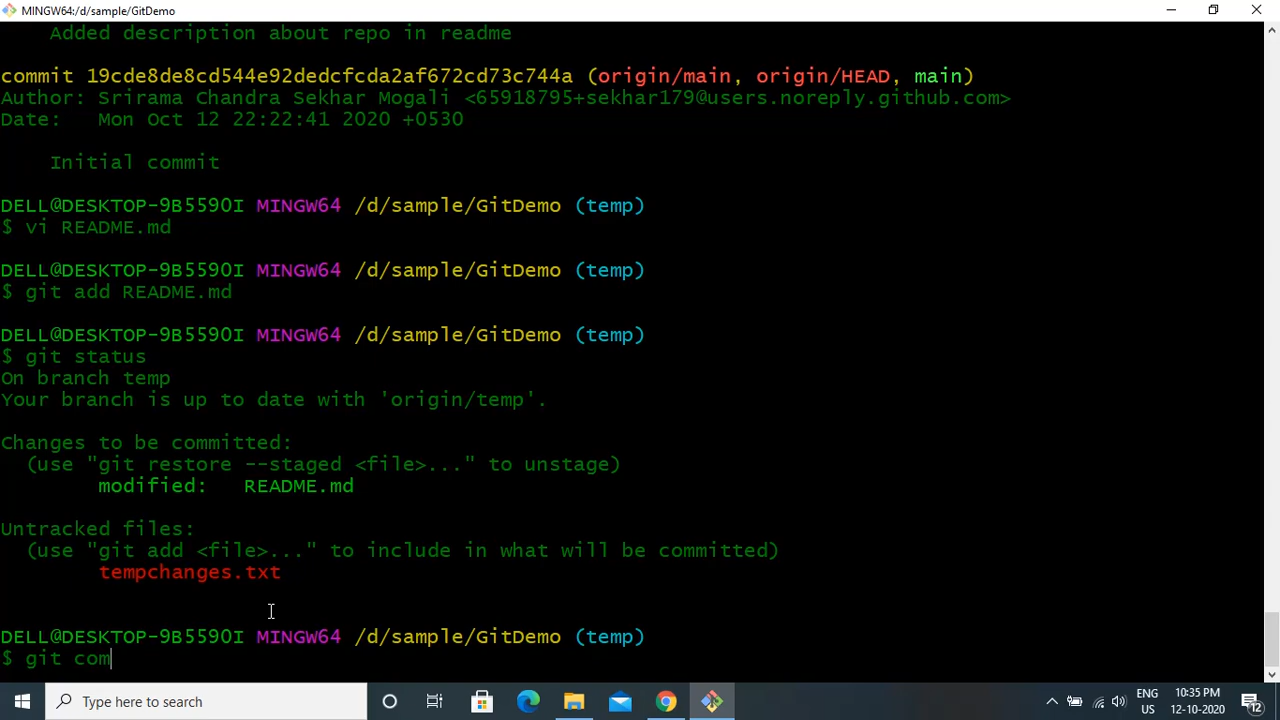 MINGW64:/d/sample/GitDemo
Added description about repo in readme
commit 19cde8de8cd544e92dedcfcda2af672cd73c744a (origin/main, origin/HEAD, main)
Author: Srirama Chandra Sekhar Mogali <65918795+sekhar179@users.noreply.github.com>
Date:   Mon Oct 12 22:22:41 2020 +0530
Initial commit
DELL@DESKTOP-9B5590I MINGW64 /d/sample/GitDemo (temp)
$ vi README.md
DELL@DESKTOP-9B5590I MINGW64 /d/sample/GitDemo (temp)
$ git add README.md
DELL@DESKTOP-9B5590I MINGW64 /d/sample/GitDemo (temp)
$ git status
On branch temp
Your branch is up to date with 'origin/temp'.
Changes to be committed:
(use "git restore --staged <file>..." to unstage)
modified:   README.md
Untracked files:
(use "git add <file>..." to include in what will be committed)
tempchanges.txt
DELL@DESKTOP-9B5590I MINGW64 /d/sample/GitDemo (temp)
$ git com
Type here to search
ENG
US
10:35 PM
12-10-2020
12